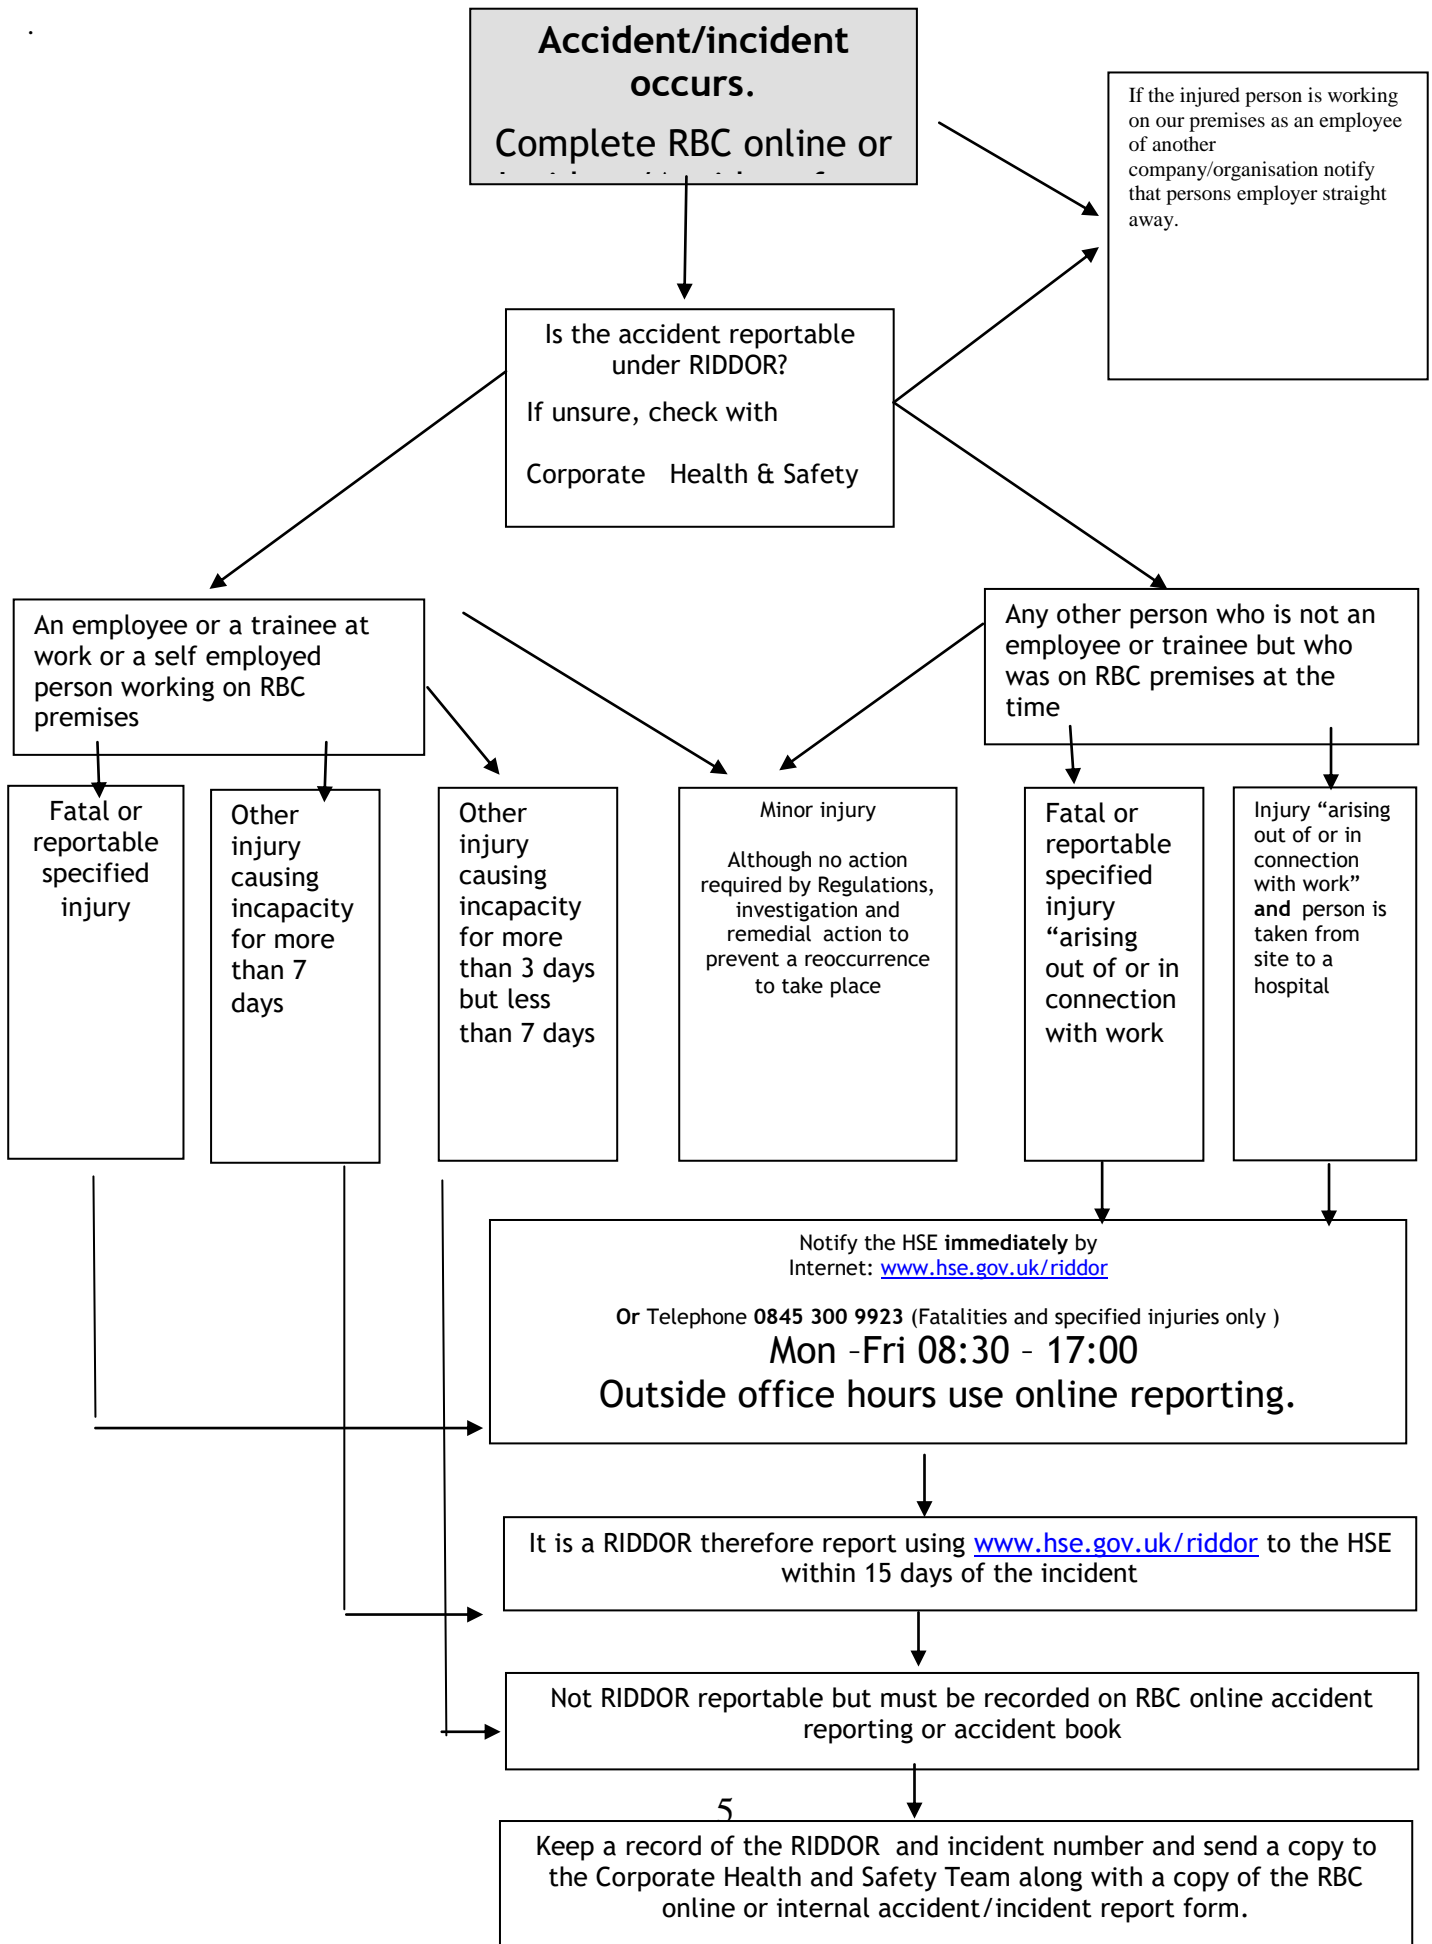 .
Accident/incident
occurs.
Complete RBC online or
If the injured person is working
on our premises as an employee
of another
company/organisation notify
that persons employer straight
away.
Is the accident reportable
under RIDDOR?
If unsure, check with
Corporate Health & Safety
An employee or a trainee at
work or a self employed
person working on RBC
premises
Any other person who is not an
employee or trainee but who
was on RBC premises at the
time
Fatal or
reportable
specified
injury
Other
injury
causing
incapacity
for more
than 7
days
Other
injury
causing
incapacity
for more
than 3 days
but less
than 7 days
Minor injury
Although no action
required by Regulations,
investigation and
remedial action to
prevent a reoccurrence
to take place
Fatal or
reportable
specified
injury
“arising
out of or in
connection
with work
Injury “arising
out of or in
connection
with work”
and person is
taken from
site to a
hospital
Notify the HSE immediately by
Internet: www.hse.gov.uk/riddor
Or Telephone 0845 300 9923 (Fatalities and specified injuries only )
Mon –Fri 08:30 – 17:00
Outside office hours use online reporting.
It is a RIDDOR therefore report using www.hse.gov.uk/riddor to the HSE
within 15 days of the incident
Not RIDDOR reportable but must be recorded on RBC online accident
reporting or accident book
5
Keep a record of the RIDDOR and incident number and send a copy to
the Corporate Health and Safety Team along with a copy of the RBC
online or internal accident/incident report form.